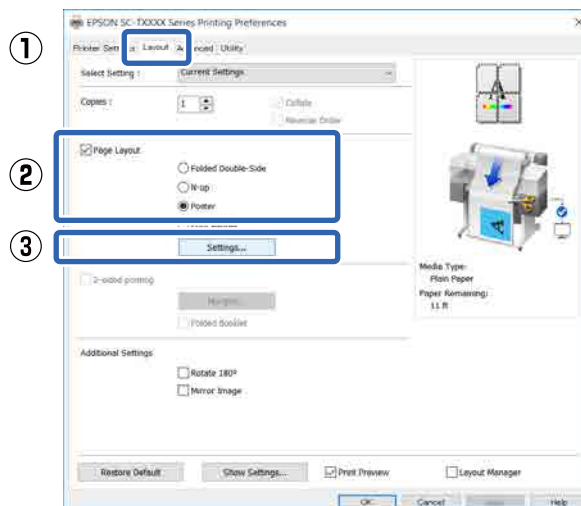 EPSON SC-TXXXX Series Printing Preferences
①
Layout
Utility
Select Setting :
Current Settings
Copies :
1
Collate
Reverse Order
②
Page Layout
Folded Double-Side
N-up
Poster
③
Settings...
2-sided printing
Margins...
Folded Booklet
Media Type:
Plain Paper
Paper Remaining:
11 ft
Additional Settings
Rotate 180º
Mirror Image
Restore Default
Show Settings...
Print Preview
Layout Manager
OK
Cancel
Help